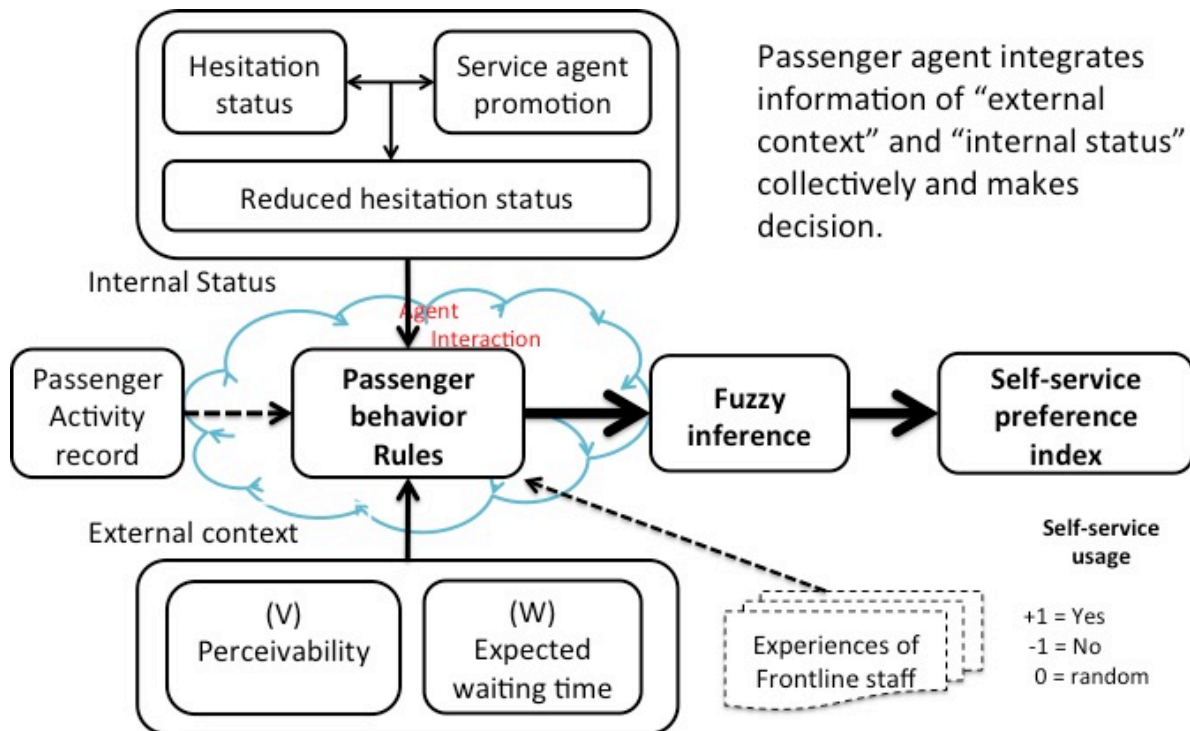 Hesitation
status
Service agent
promotion
Reduced hesitation status
Passenger agent integrates
information of “external
context” and “internal status”
collectively and makes
decision.
Internal Status
Agent
Interaction
Passenger
Activity
record
Passenger
behavior
Rules
Fuzzy
inference
Self-service
preference
index
External context
(V)
Perceivability
(W)
Expected
waiting time
Experiences of
Frontline staff
Self-service
usage
+1 = Yes
-1 = No
0 = random